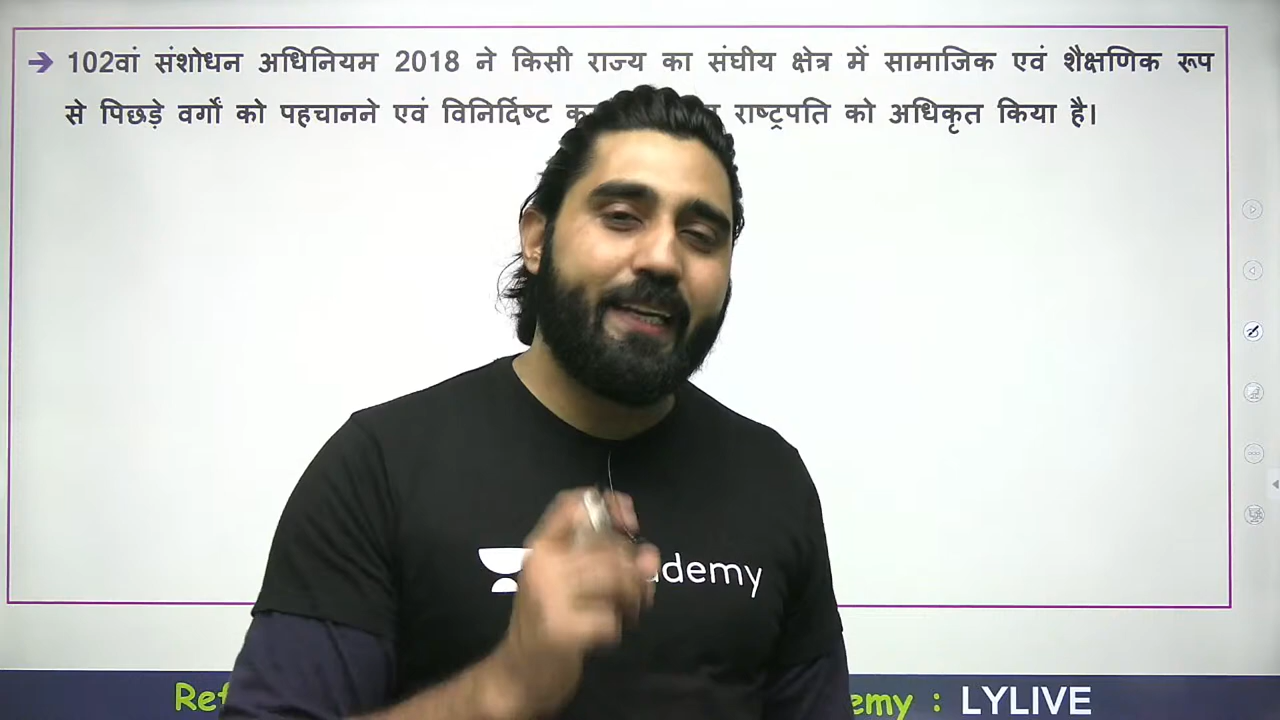 → 102वां संशोधन अधिनियम 2018 ने किसी राज्य का संघीय क्षेत्र में सामाजिक एवं शैक्षणिक रूप
से पिछड़े वर्गों को पहचानने एवं विनिर्दिष्ट राष्ट्रपति को अधिकृत किया है।
ademy
Ref emy : LYLIVE